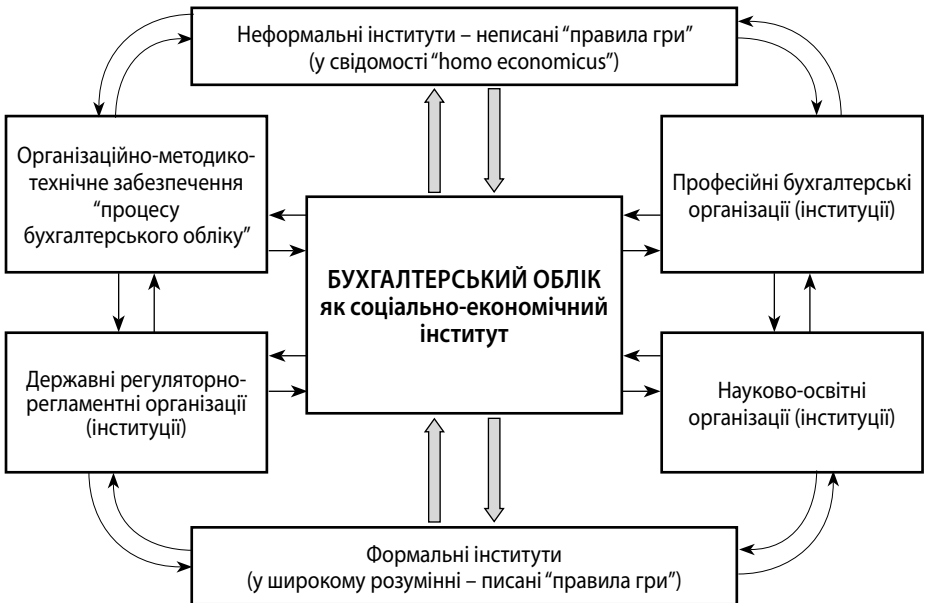 Неформальні інститути – неписані “правила гри”
(у свідомості “homo economicus”)
Організаційно-методико-
технічне забезпечення
“процесу
бухгалтерського обліку”
Професійні бухгалтерські
організації (інституції)
БУХГАЛТЕРСЬКИЙ ОБЛІК
як соціально-економічний
інститут
Державні регуляторно-
регламентні організації
(інституції)
Науково-освітні
організації (інституції)
Формальні інститути
(у широкому розумінні – писані “правила гри”)